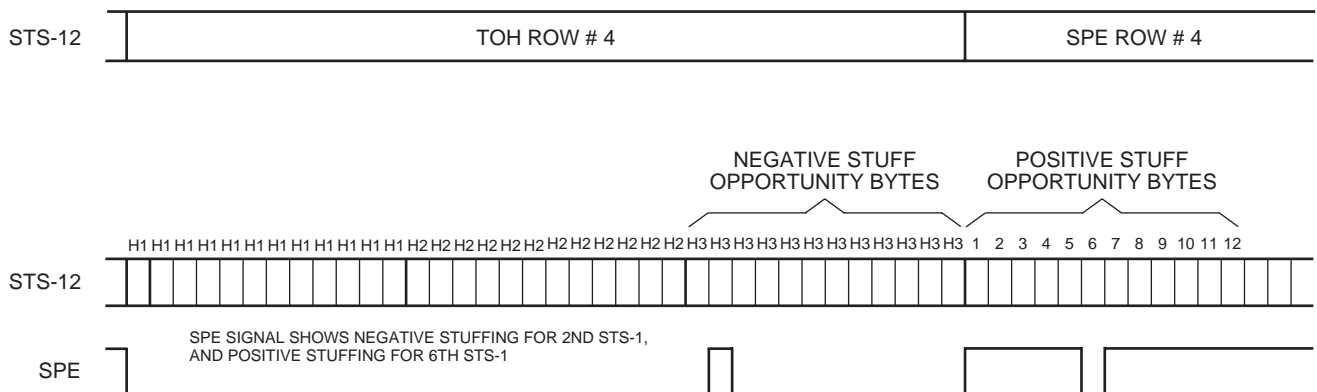 STS-12 TOH ROW # 4 SPE ROW # 4
NEGATIVE STUFF
OPPORTUNITY BYTES
POSITIVE STUFF
OPPORTUNITY BYTES
H1 H1 H1 H1 H1 H1 H1 H1 H1 H1 H1 H1 H2 H2 H2 H2 H2 H2 H2 H2 H2 H2 H2 H2 H3 H3 H3 H3 H3 H3 H3 H3 H3 H3 H3 H3 1 2 3 4 5 6 7 8 9 10 11 12
STS-12
SPE SIGNAL SHOWS NEGATIVE STUFFING FOR 2ND STS-1,
AND POSITIVE STUFFING FOR 6TH STS-1
SPE